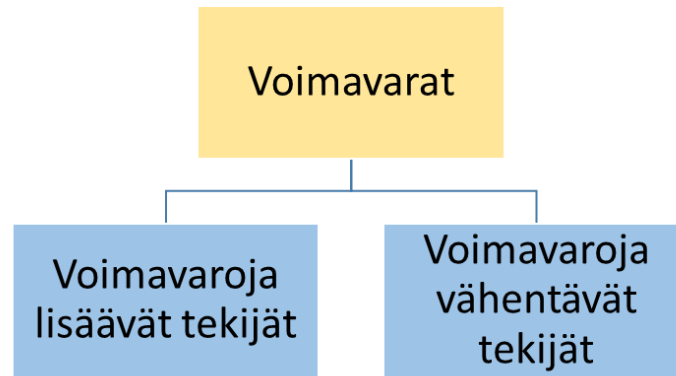 Voimavarat
Voimavaroja
lisäävät tekijät
Voimavaroja
vähentävät
tekijät